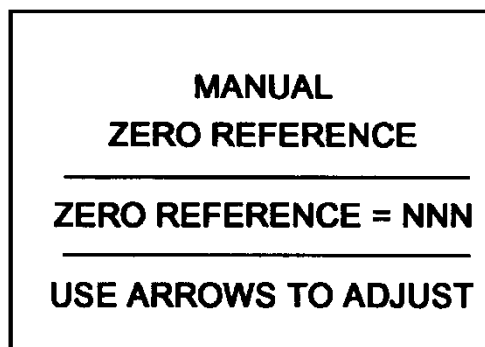 MANUAL
ZERO REFERENCE
ZERO REFERENCE = NNN
USE ARROWS TO ADJUST